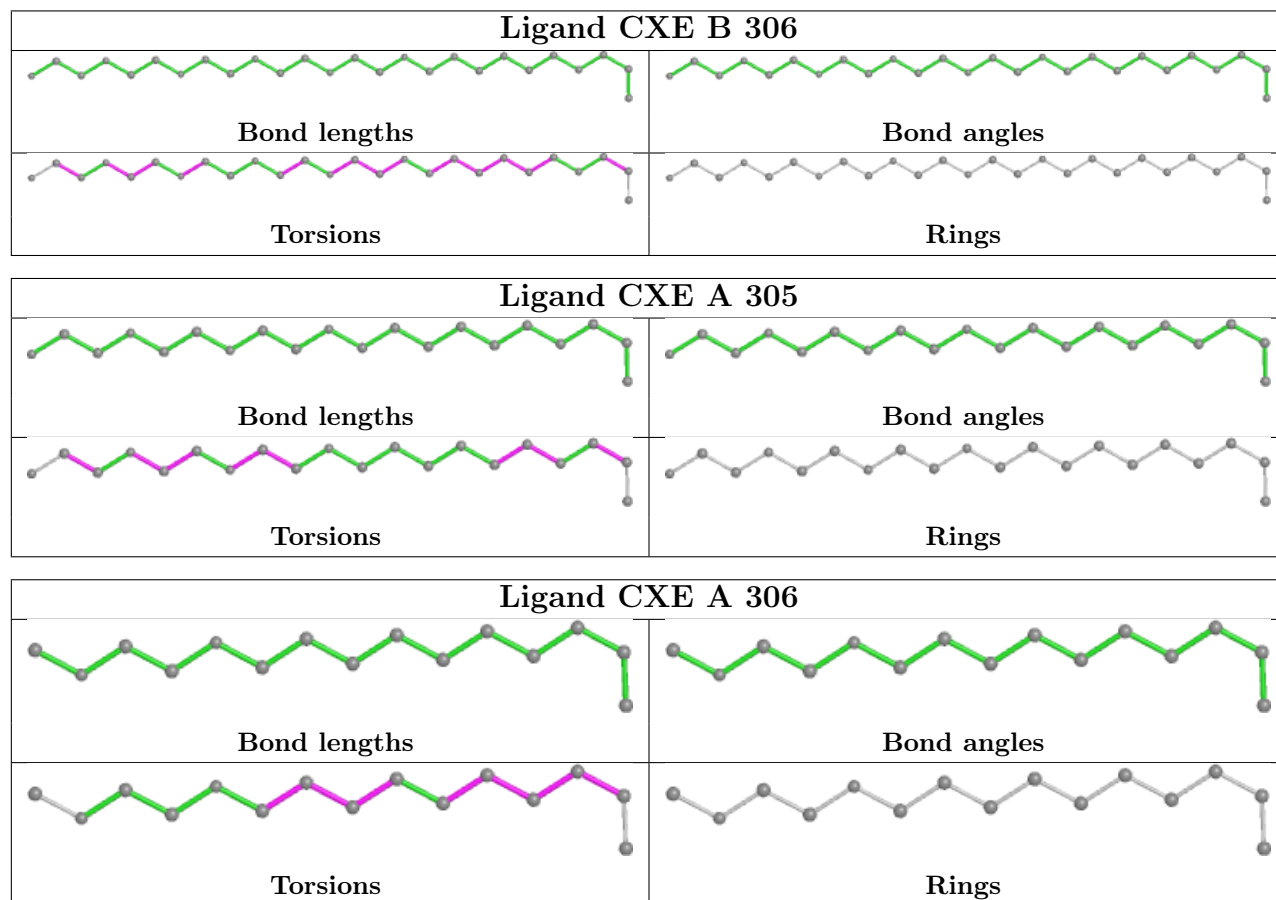 Ligand CXE B 306
Bond lengths Bond angles
Torsions Rings
Ligand CXE A 305
Bond lengths Bond angles
Torsions Rings
Ligand CXE A 306
Bond lengths Bond angles
Torsions Rings